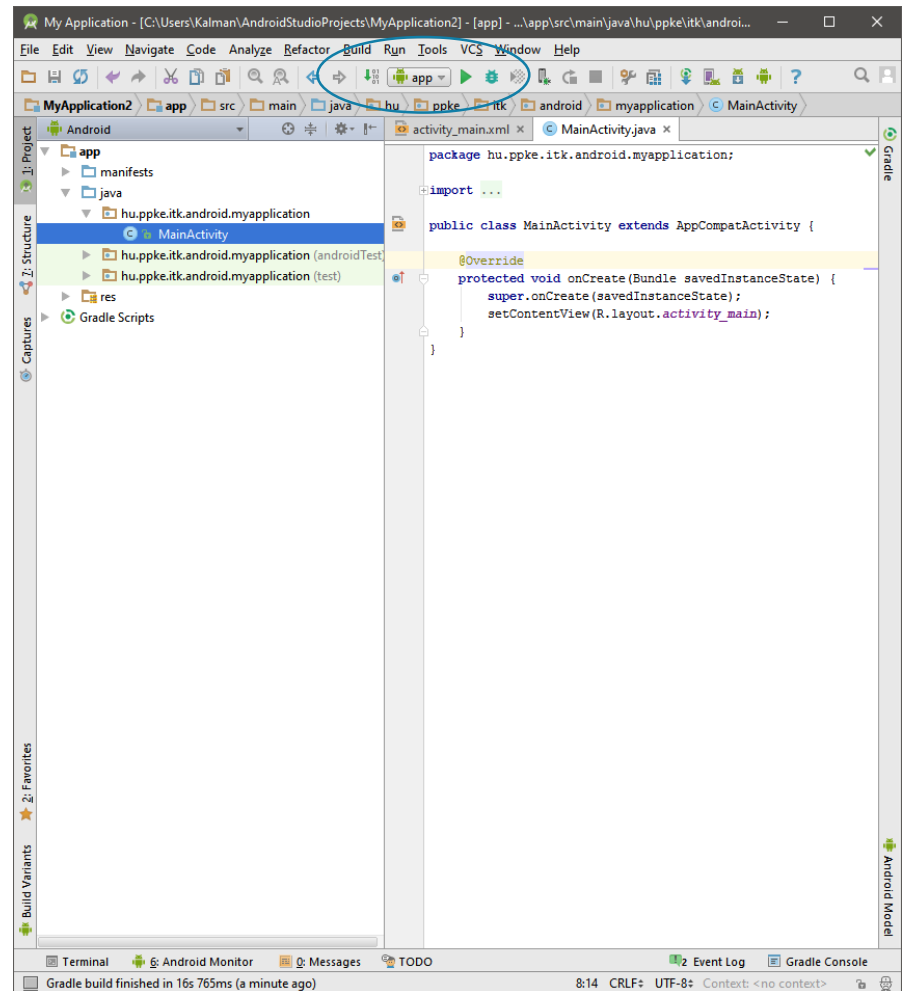 My Application - [C:\Users\Kalman\AndroidStudioProjects\MyApplication2] - [app] - ...\app\src\main\java\hu\ppke\itk\androi...
File Edit View Navigate Code Analyze Refactor Build Run Tools VCS Window Help
app
MyApplication2 app src main java hu ppke itk android myapplication MainActivity
Android
activity_main.xml MainActivity.java
1: Project
Z: Structure
Captures
2: Favorites
Build Variants
app
manifests
java
hu.ppke.itk.android.myapplication
MainActivity
hu.ppke.itk.android.myapplication (androidTest)
hu.ppke.itk.android.myapplication (test)
res
Gradle Scripts
package hu.ppke.itk.android.myapplication;
import ...
public class MainActivity extends AppCompatActivity {
@Override
protected void onCreate(Bundle savedInstanceState) {
super.onCreate(savedInstanceState);
setContentView(R.layout.activity_main);
}
}
Gradle
Android Model
Terminal 6: Android Monitor 0: Messages TODO 2 Event Log Gradle Console
Gradle build finished in 16s 765ms (a minute ago) 8:14 CRLF UTF-8 Context: <no context>